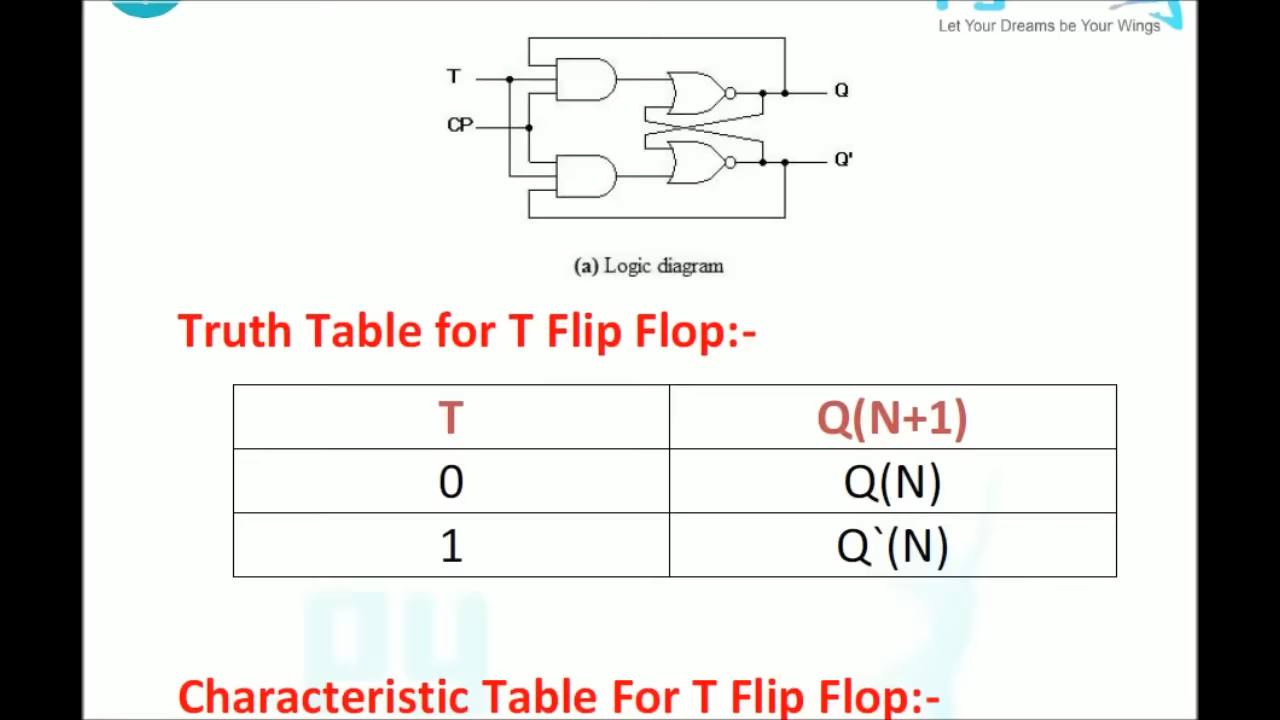 Let Your Dreams be Your Wings
T
CP
Q
Q'
(a) Logic diagram
Truth Table for T Flip Flop:-
T Q(N+1)
0 Q(N)
1 Q`(N)
Characteristic Table For T Flip Flop:-